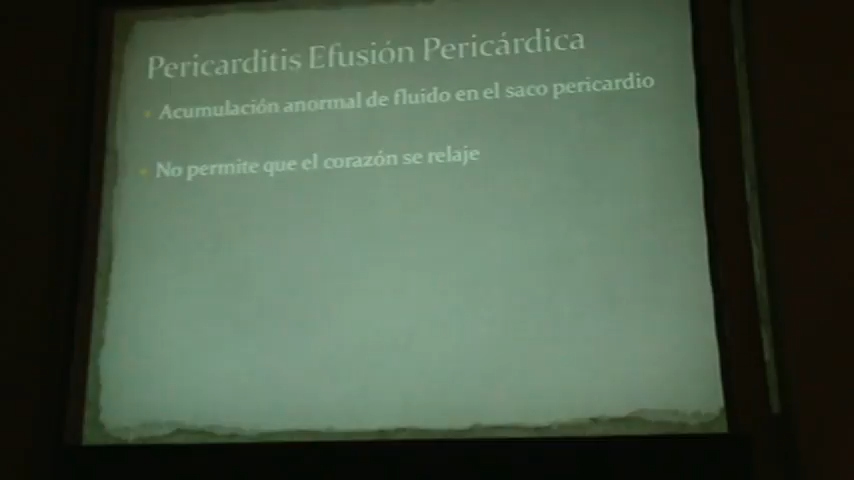 Pericarditis Efusión Pericárdica
Acumulación anormal de fluido en el saco pericardio
No permite que el corazón se relaje